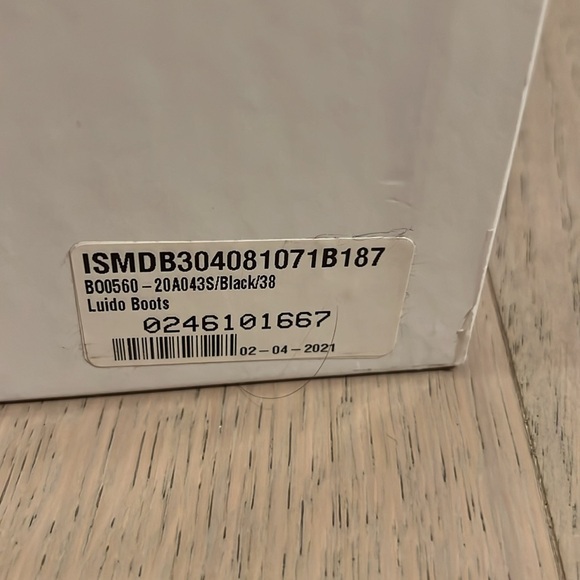 ISMDB304081071B187
BO0560-20A043S/Black/38
Luido Boots
0246101667
02-04-2021